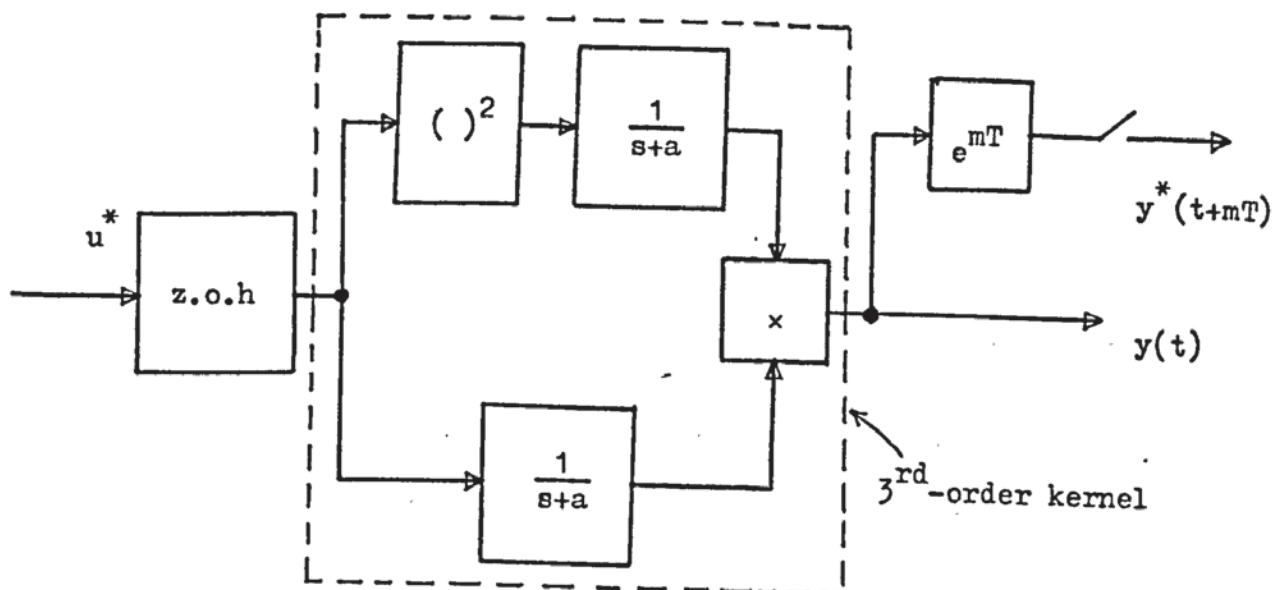 ( )²
1
s+a
e^mT
u*
z.o.h
×
y*(t+mT)
y(t)
1
s+a
3rd-order kernel